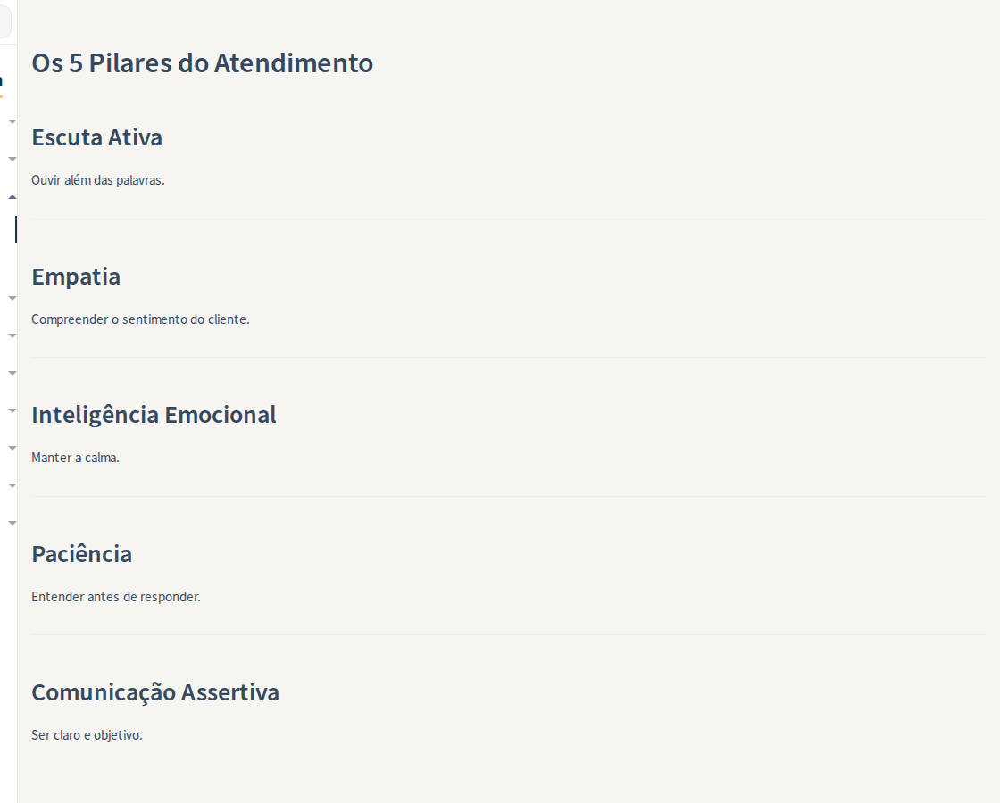 Os 5 Pilares do Atendimento
Escuta Ativa
Ouvir além das palavras.
Empatia
Compreender o sentimento do cliente.
Inteligência Emocional
Manter a calma.
Paciência
Entender antes de responder.
Comunicação Assertiva
Ser claro e objetivo.